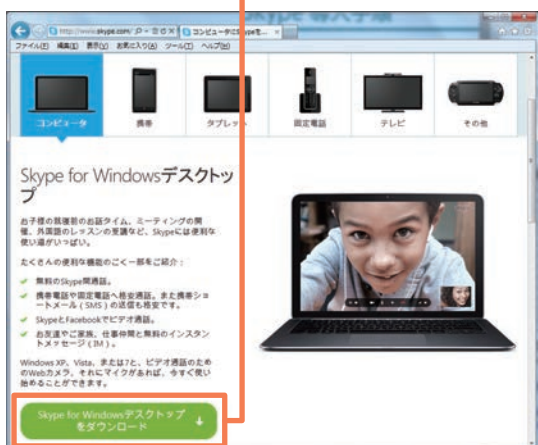 Skype 導入手順
http://www.skype.com/
コンピュータにSkypeを...
ファイル(F) 編集(E) 表示(V) お気に入り(A) ツール(T) ヘルプ(H)
コンピュータ
携帯
タブレット
固定電話
テレビ
その他
Skype for Windowsデスクトッ
プ
お子様の就寝前のお話タイム、ミーティングの開
催、外国語のレッスンの受講など、Skypeには便利な
使い道がいっぱい。
たくさんの便利な機能のごく一部をご紹介：
無料のSkype間通話。
携帯電話や固定電話へ格安通話。また携帯ショ
ートメール（SMS）の送信も格安です。
SkypeとFacebookでビデオ通話。
お友達やご家族、仕事仲間と無料のインスタン
トメッセージ（IM）。
Windows XP、Vista、または7と、ビデオ通話のため
のWebカメラ、それにマイクがあれば、今すぐ使い
始めることができます。
Skype for Windowsデスクトップ
をダウンロード